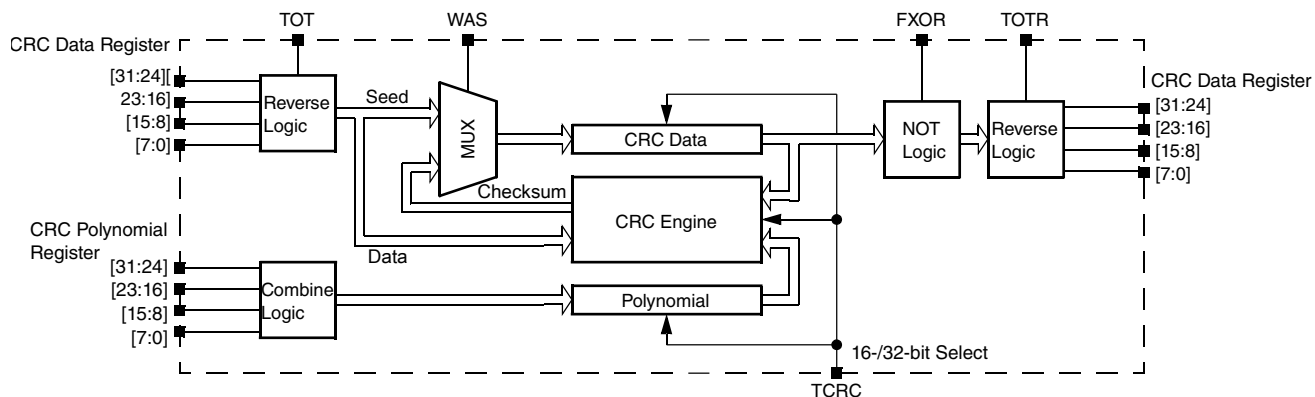 TOT
WAS
FXOR
TOTR
CRC Data Register
[31:24][
23:16]
[15:8]
[7:0]
Reverse
Logic
Seed
MUX
CRC Data
NOT
Logic
Reverse
Logic
CRC Data Register
[31:24]
[23:16]
[15:8]
[7:0]
Checksum
CRC Engine
Data
CRC Polynomial
Register
[31:24]
[23:16]
[15:8]
[7:0]
Combine
Logic
Polynomial
16-/32-bit Select
TCRC